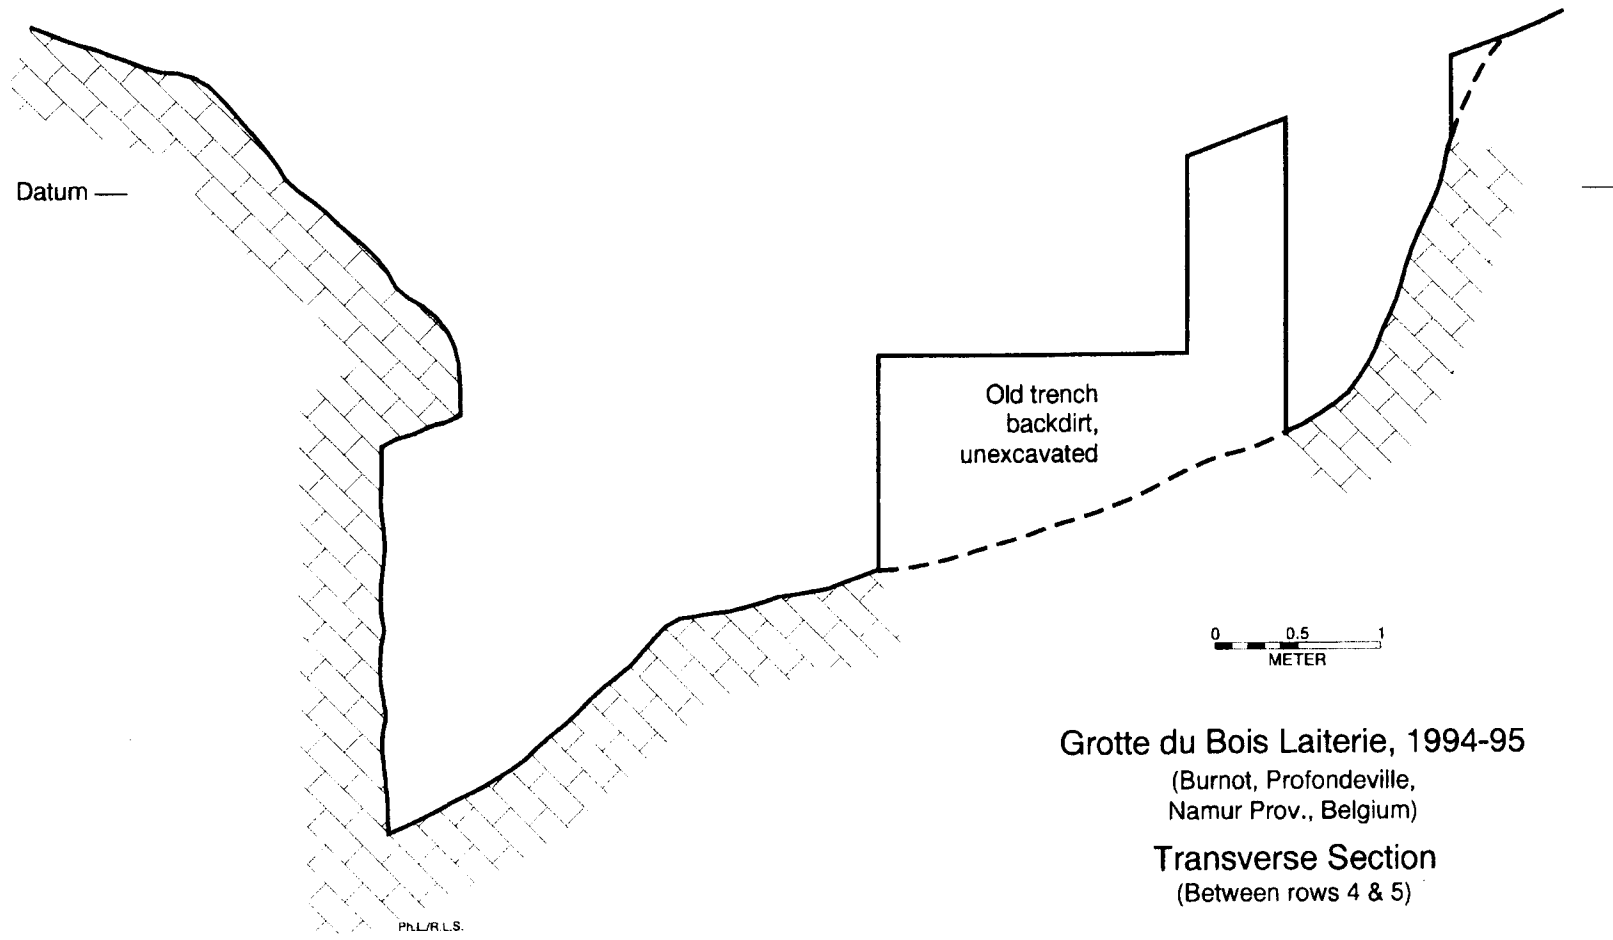 Datum
Old trench
backdirt,
unexcavated
0 0.5 1
METER
Grotte du Bois Laiterie, 1994-95
(Burnot, Profondeville,
Namur Prov., Belgium)
Transverse Section
(Between rows 4 & 5)
Ph.L./R.L.S.